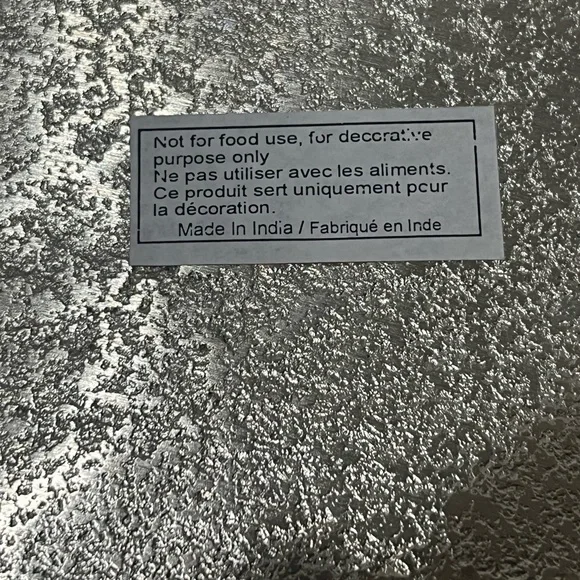 Not for food use, for decorative
purpose only
Ne pas utiliser avec les aliments.
Ce produit sert uniquement pour
la décoration.
Made In India / Fabriqué en Inde